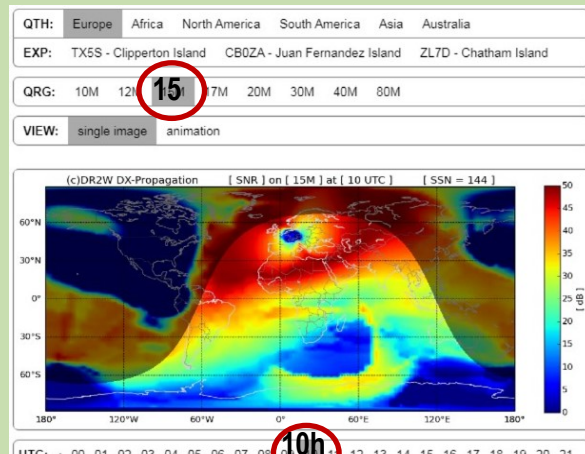 QTH: Europe Africa North America South America Asia Australia
EXP: TX5S - Clipperton Island CB0ZA - Juan Fernandez Island ZL7D - Chatham Island
QRG: 10M 12M 15 17M 20M 30M 40M 80M
VIEW: single image animation
(c)DR2W DX-Propagation [ SNR ] on [ 15M ] at [ 10 UTC ] [ SSN = 144 ]
50
45
40
35
30
25
20
15
10
5
0
[ dB ]
60°N
30°N
0°
30°S
60°S
180° 120°W 60°W 0° 60°E 120°E 180°
10h
UTC: 00 01 02 03 04 05 06 07 08 11 12 13 14 15 16 17 18 19 20 21